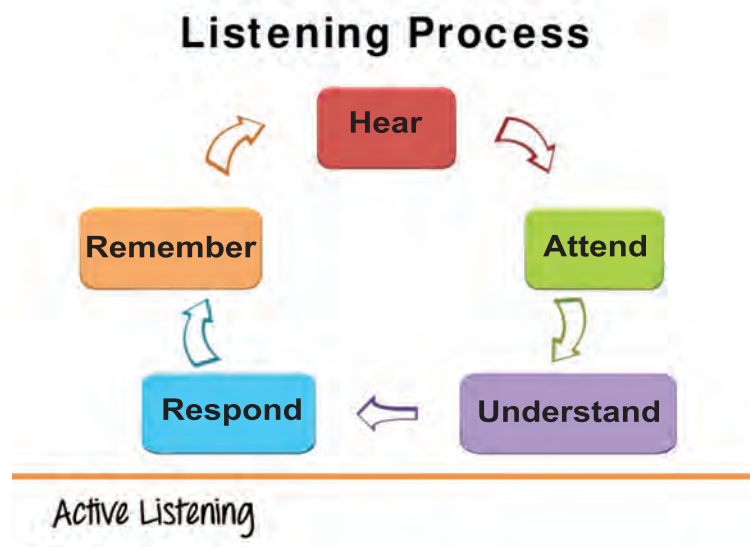 Listening Process
Hear
Attend
Understand
Respond
Remember
Active Listening